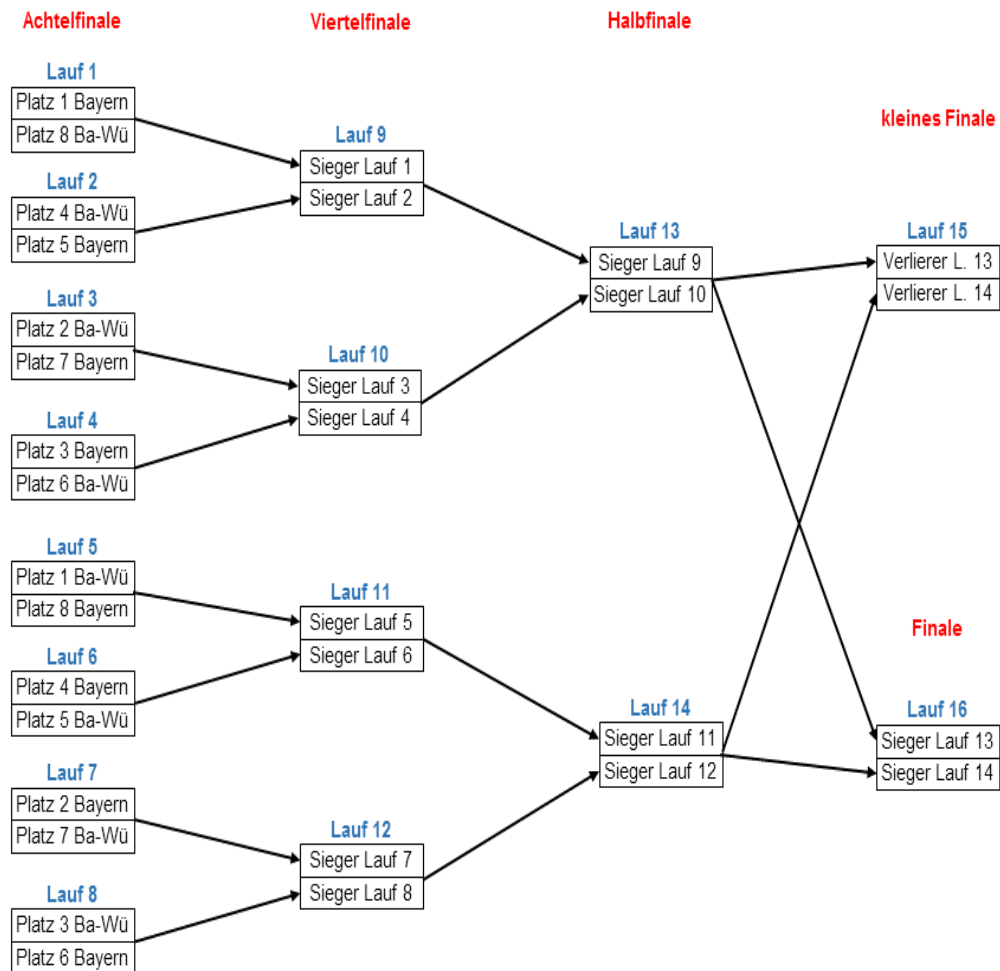 Achtelfinale
Viertelfinale
Halbfinale
Lauf 1
Platz 1 Bayern
Platz 8 Ba-Wü
Lauf 2
Platz 4 Ba-Wü
Platz 5 Bayern
Lauf 3
Platz 2 Ba-Wü
Platz 7 Bayern
Lauf 4
Platz 3 Bayern
Platz 6 Ba-Wü
Lauf 5
Platz 1 Ba-Wü
Platz 8 Bayern
Lauf 6
Platz 4 Bayern
Platz 5 Ba-Wü
Lauf 7
Platz 2 Bayern
Platz 7 Ba-Wü
Lauf 8
Platz 3 Ba-Wü
Platz 6 Bayern
Lauf 9
Sieger Lauf 1
Sieger Lauf 2
Lauf 10
Sieger Lauf 3
Sieger Lauf 4
Lauf 11
Sieger Lauf 5
Sieger Lauf 6
Lauf 12
Sieger Lauf 7
Sieger Lauf 8
Lauf 13
Sieger Lauf 9
Sieger Lauf 10
Lauf 14
Sieger Lauf 11
Sieger Lauf 12
kleines Finale
Lauf 15
Verlierer L. 13
Verlierer L. 14
Finale
Lauf 16
Sieger Lauf 13
Sieger Lauf 14